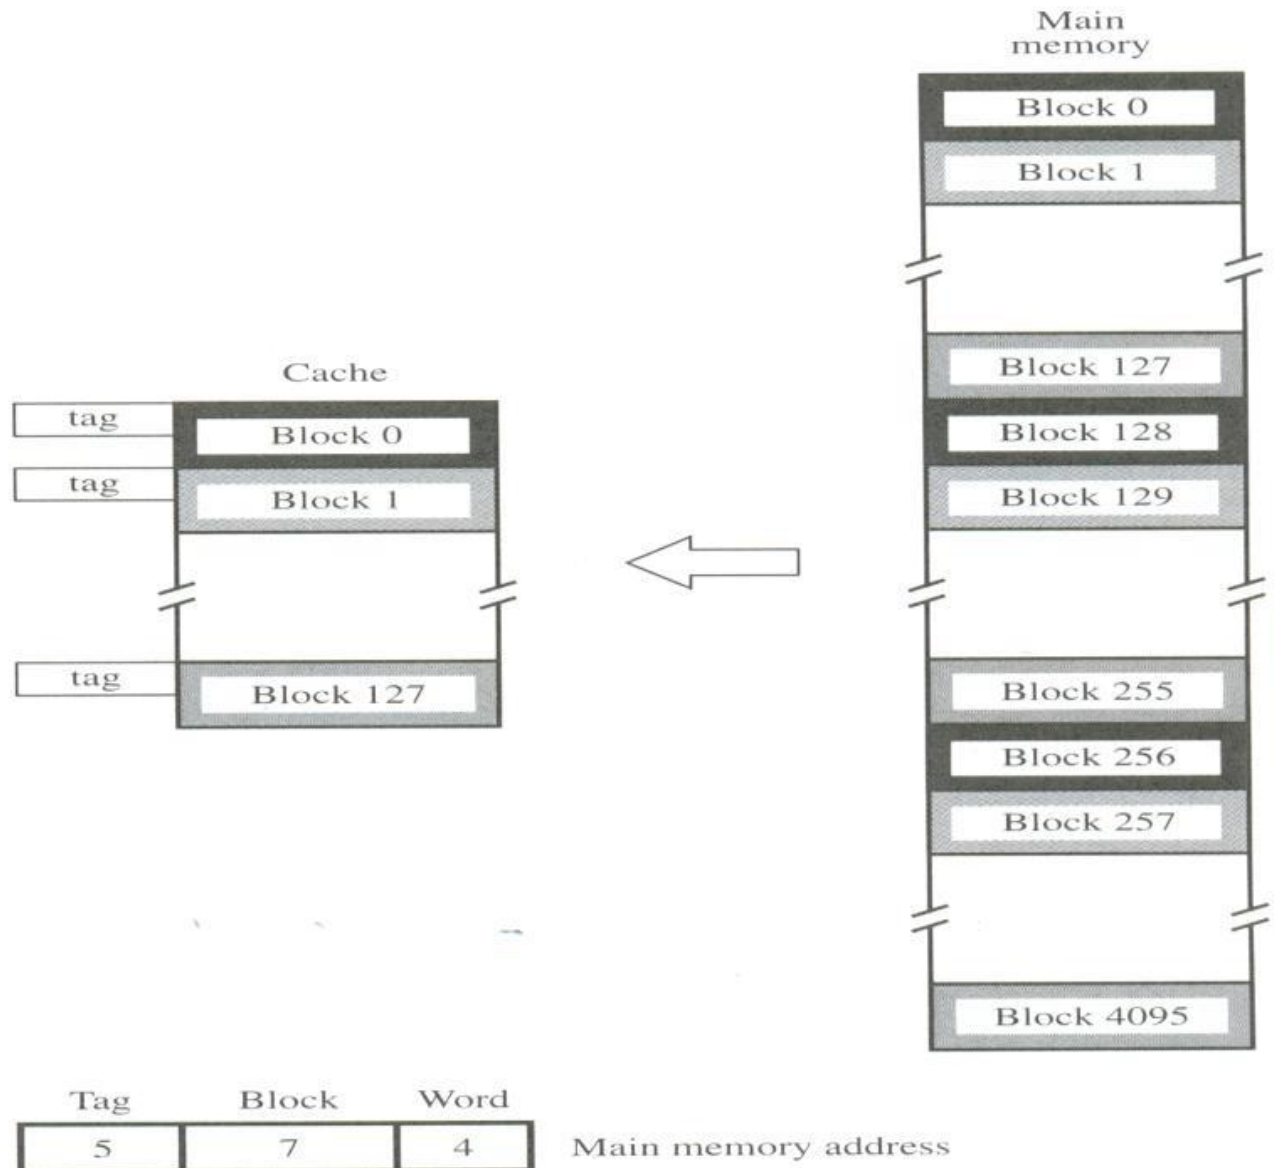 Main
memory
Block 0
Block 1
Block 127
Block 128
Block 129
Block 255
Block 256
Block 257
Block 4095
Cache
tag
Block 0
tag
Block 1
tag
Block 127
Tag Block Word
5 7 4 Main memory address